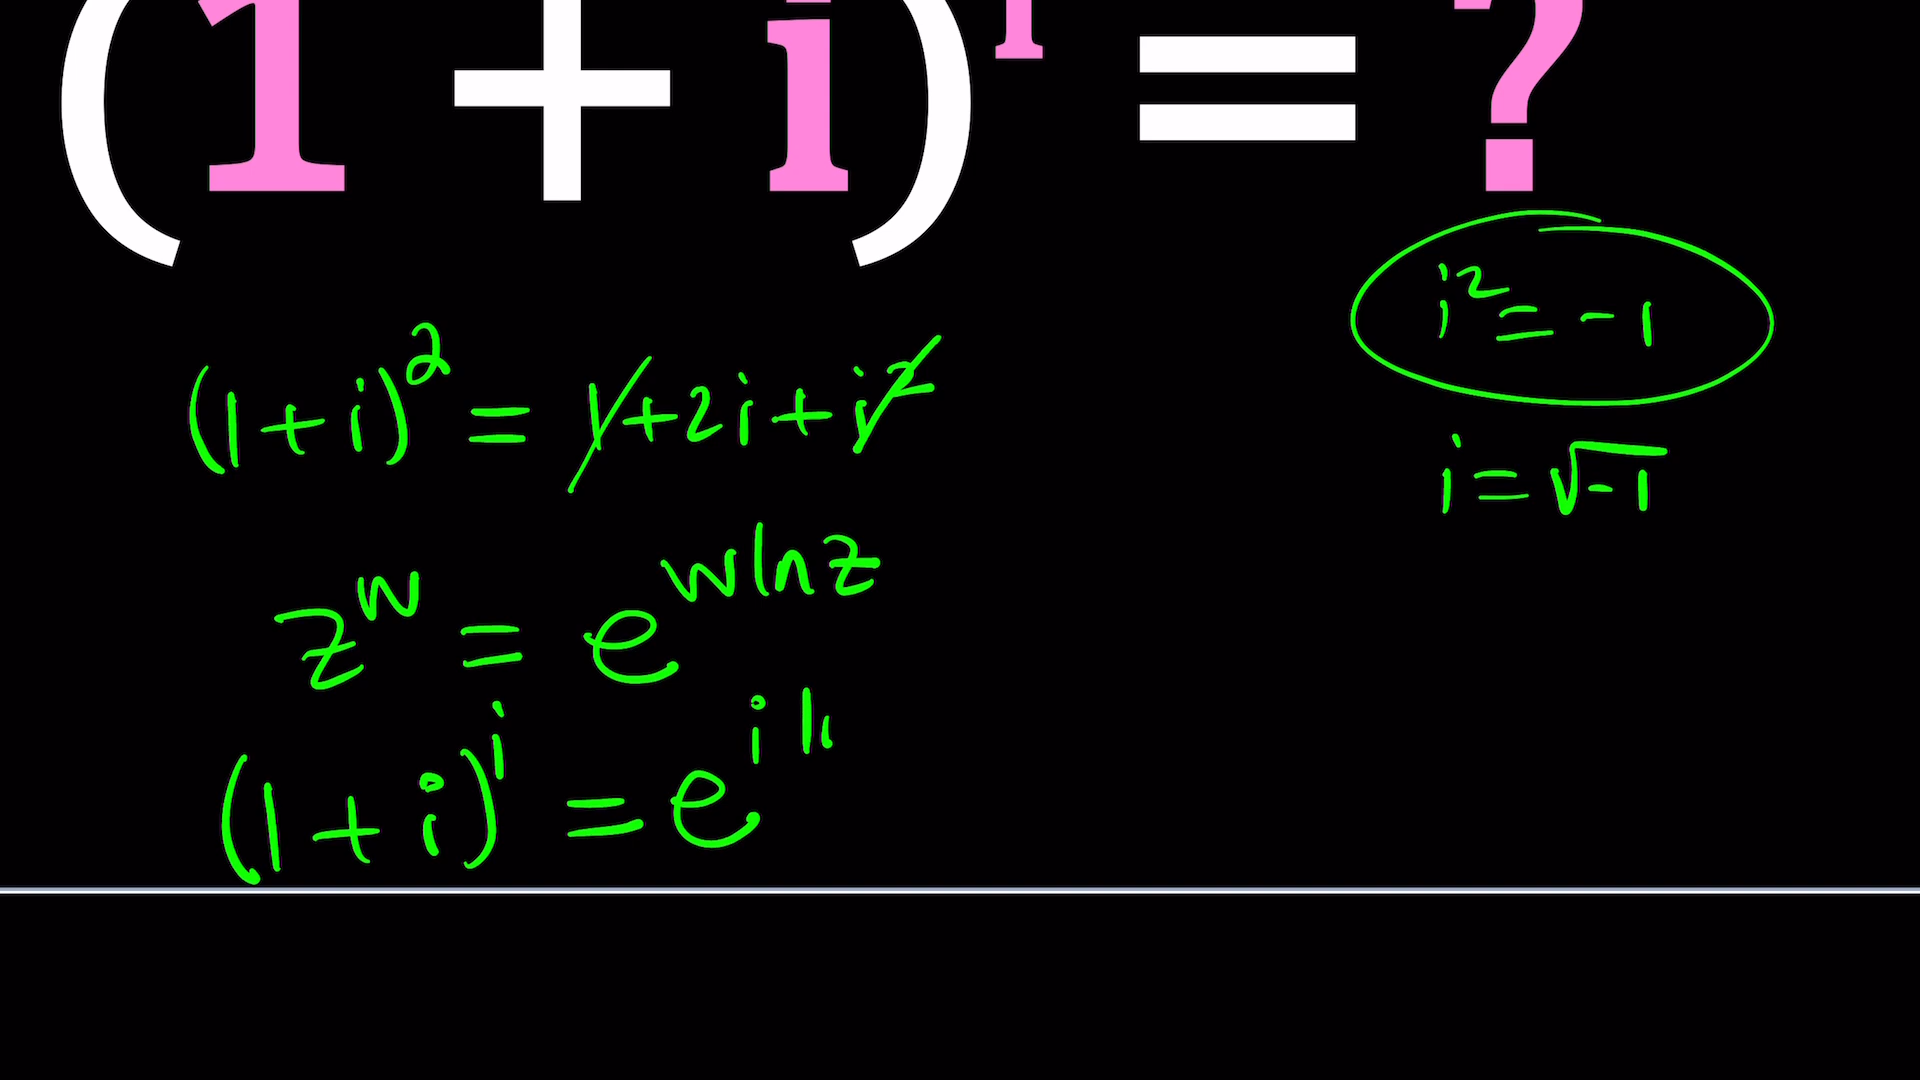 (1 + i)^i = ?
i² = -1
(1+i)² = 1+2i+i²
i = √-1
z^w = e^(w ln z)
(1+i)^i = e^(i l